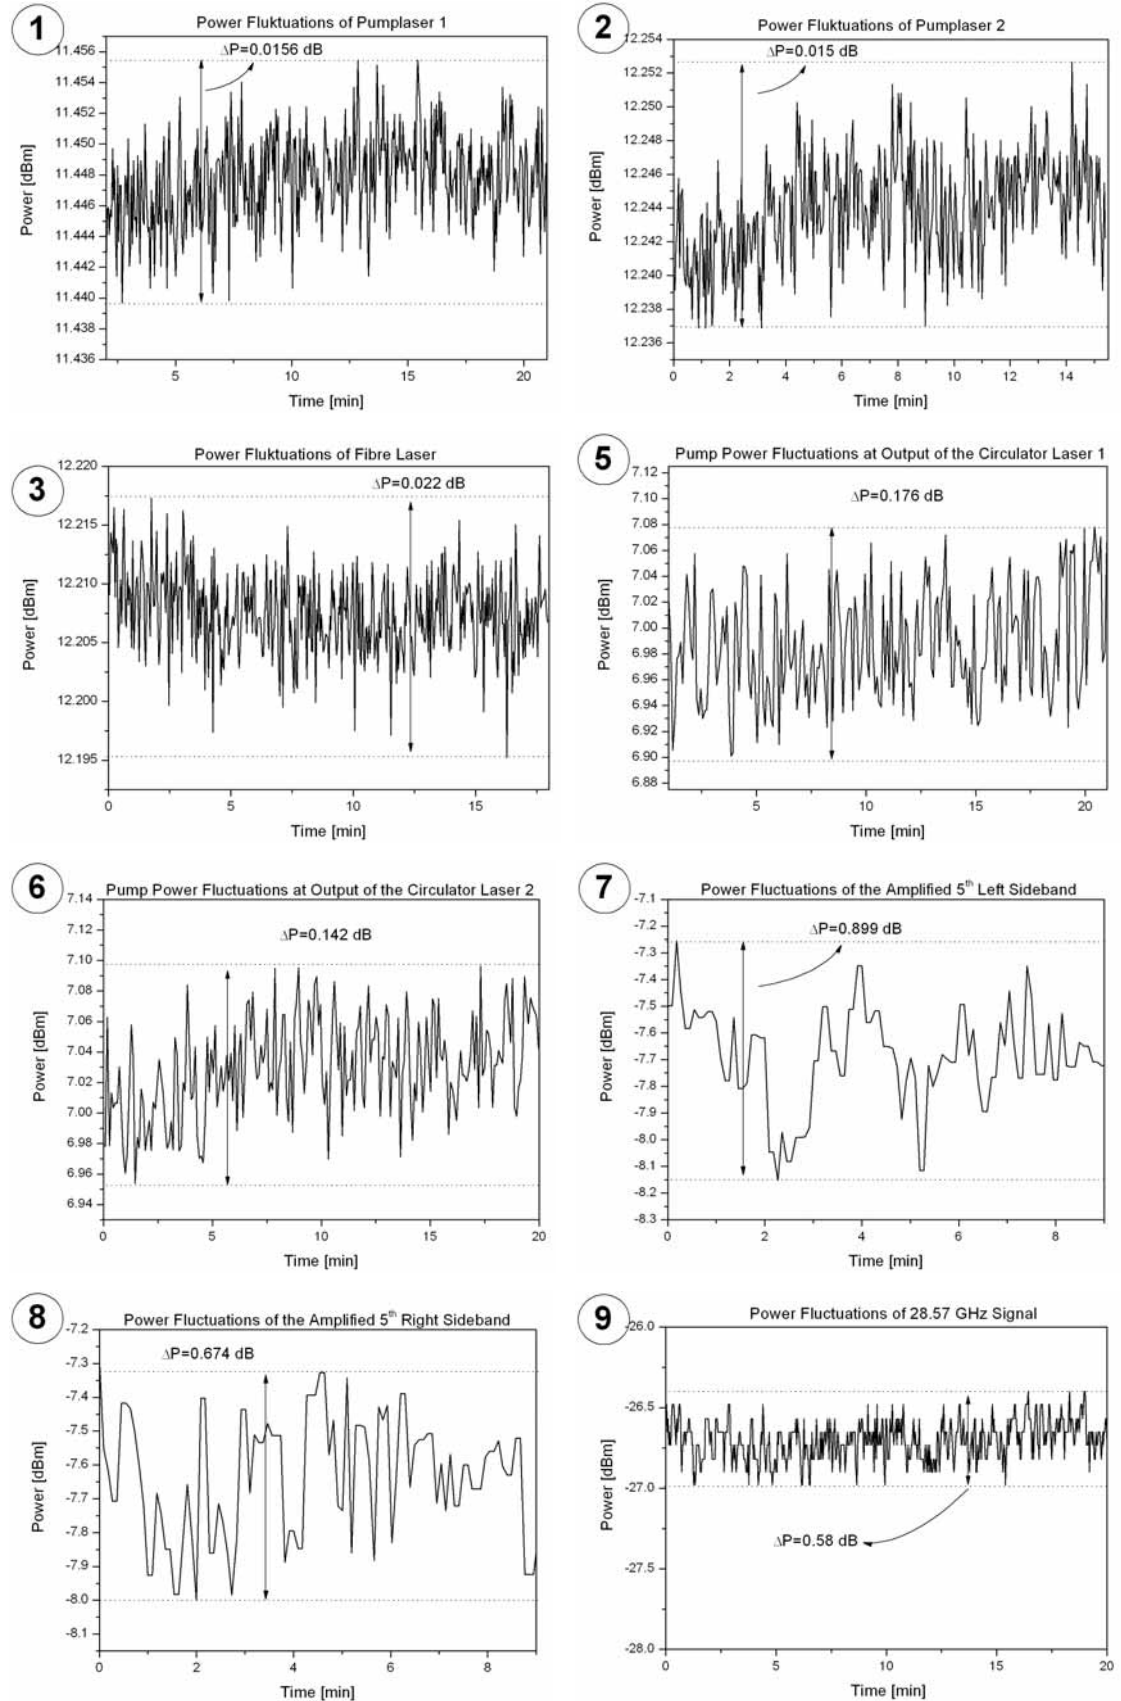 1
Power Fluktuations of Pumplaser 1
ΔP=0.0156 dB
11.456
11.454
11.452
11.450
11.448
11.446
11.444
11.442
11.440
11.438
11.436
Power [dBm]
5 10 15 20
Time [min]
2
Power Fluktuations of Pumplaser 2
ΔP=0.015 dB
12.254
12.252
12.250
12.248
12.246
12.244
12.242
12.240
12.238
12.236
Power [dBm]
0 2 4 6 8 10 12 14
Time [min]
3
Power Fluktuations of Fibre Laser
ΔP=0.022 dB
12.220
12.215
12.210
12.205
12.200
12.195
Power [dBm]
0 5 10 15
Time [min]
5
Pump Power Fluctuations at Output of the Circulator Laser 1
ΔP=0.176 dB
7.12
7.10
7.08
7.06
7.04
7.02
7.00
6.98
6.96
6.94
6.92
6.90
6.88
Power [dBm]
5 10 15 20
Time [min]
6
Pump Power Fluctuations at Output of the Circulator Laser 2
ΔP=0.142 dB
7.14
7.12
7.10
7.08
7.06
7.04
7.02
7.00
6.98
6.96
6.94
Power [dBm]
0 5 10 15 20
Time [min]
7
Power Fluctuations of the Amplified 5th Left Sideband
ΔP=0.899 dB
-7.1
-7.2
-7.3
-7.4
-7.5
-7.6
-7.7
-7.8
-7.9
-8.0
-8.1
-8.2
-8.3
Power [dBm]
0 2 4 6 8
Time [min]
8
Power Fluctuations of the Amplified 5th Right Sideband
ΔP=0.674 dB
-7.2
-7.3
-7.4
-7.5
-7.6
-7.7
-7.8
-7.9
-8.0
-8.1
Power [dBm]
0 2 4 6 8
Time [min]
9
Power Fluctuations of 28.57 GHz Signal
-26.0
-26.5
-27.0
-27.5
-28.0
ΔP=0.58 dB
Power [dBm]
0 5 10 15 20
Time [min]